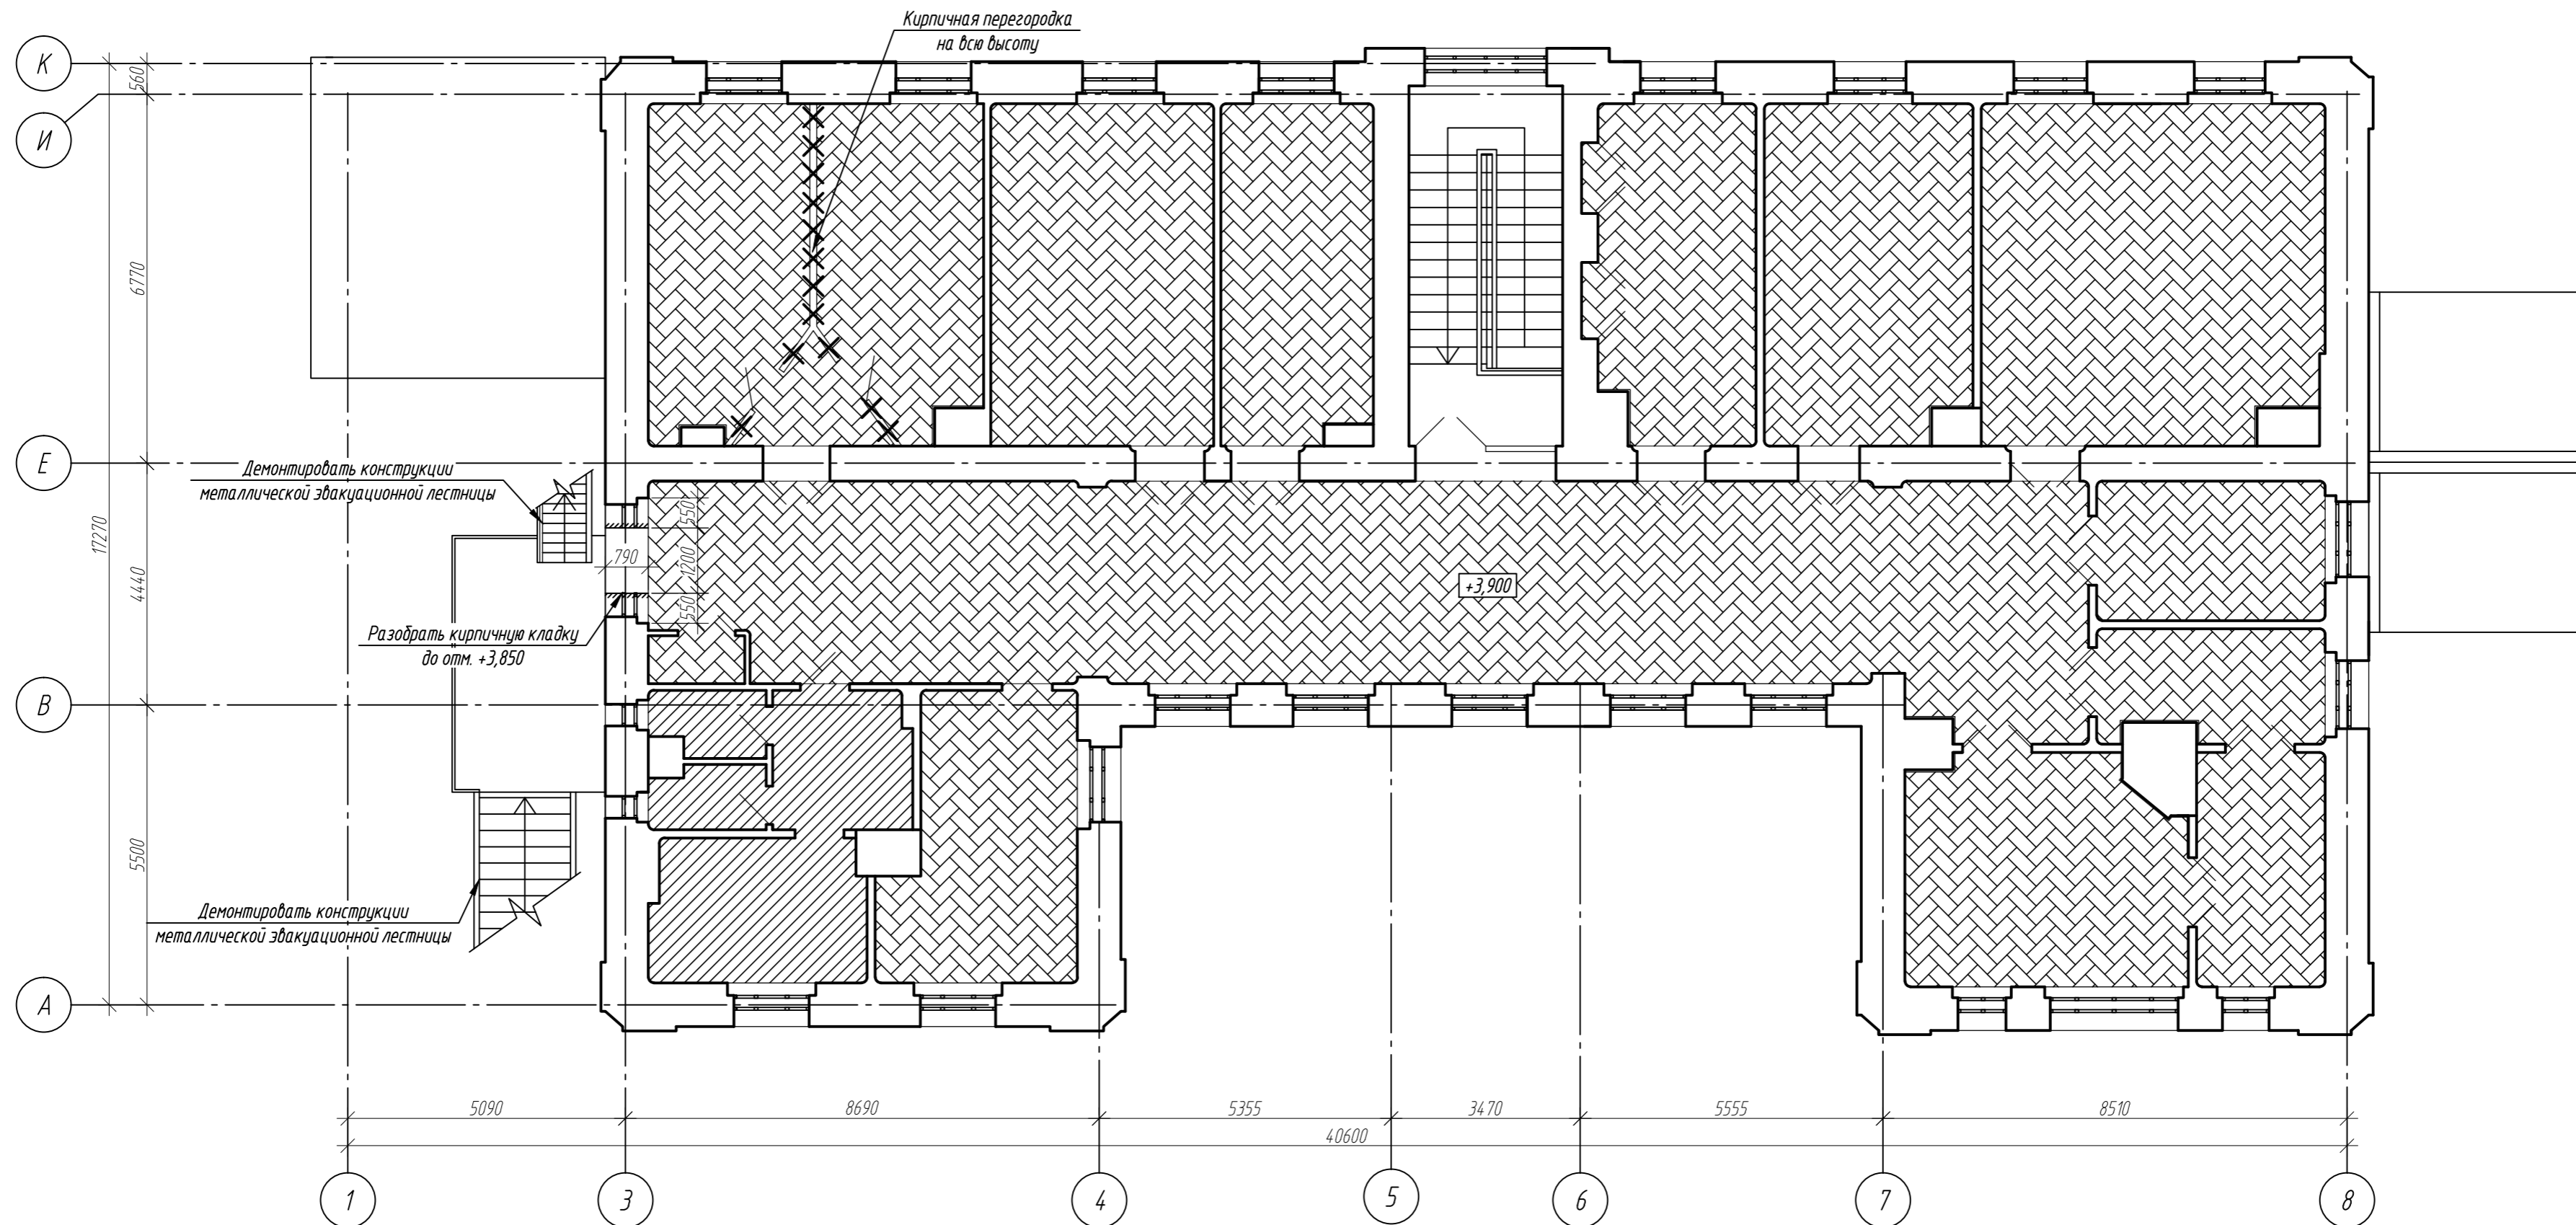 Кирпичная перегородка
на всю высоту
К
И
Е
В
А
560
6770
4440
5500
17270
Демонтировать конструкции
металлической эвакуационной лестницы
550
1200
550
790
Разобрать кирпичную кладку
до отм. +3,850
+3,900
Демонтировать конструкции
металлической эвакуационной лестницы
5090
8690
5355
3470
5555
8510
40600
1
3
4
5
6
7
8